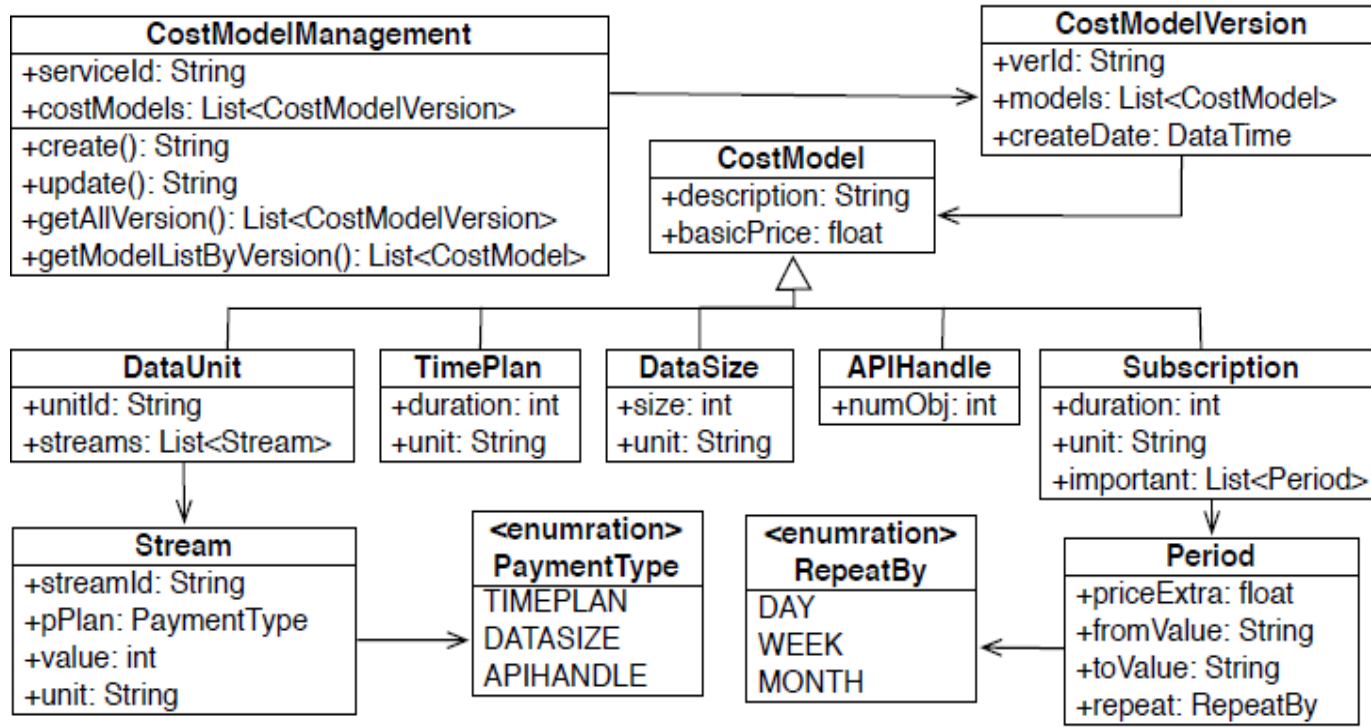 CostModelManagement
+serviceId: String
+costModels: List<CostModelVersion>
+create(): String
+update(): String
+getAllVersion(): List<CostModelVersion>
+getModelListByVersion(): List<CostModel>
CostModelVersion
+verId: String
+models: List<CostModel>
+createDate: DataTime
CostModel
+description: String
+basicPrice: float
DataUnit
+unitId: String
+streams: List<Stream>
TimePlan
+duration: int
+unit: String
DataSize
+size: int
+unit: String
APIHandle
+numObj: int
Subscription
+duration: int
+unit: String
+important: List<Period>
Stream
+streamId: String
+pPlan: PaymentType
+value: int
+unit: String
<enumration>
PaymentType
TIMEPLAN
DATASIZE
APIHANDLE
<enumration>
RepeatBy
DAY
WEEK
MONTH
Period
+priceExtra: float
+fromValue: String
+toValue: String
+repeat: RepeatBy